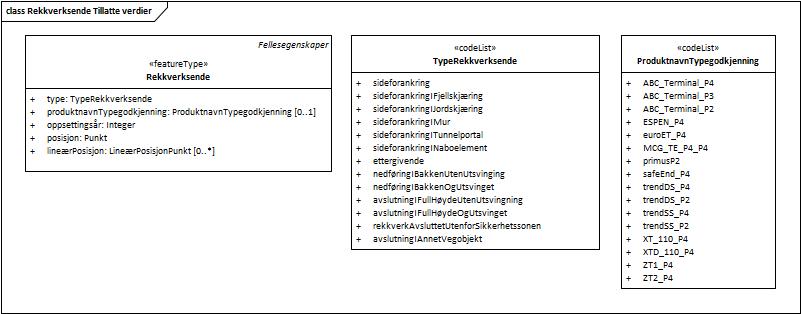 class Rekkverksende Tillatte verdier
Fellesegenskaper
«featureType»
Rekkverksende
+ type: TypeRekkverksende
+ produktnavnTypegodkjenning: ProduktnavnTypegodkjenning [0..1]
+ oppsettingsår: Integer
+ posisjon: Punkt
+ lineærPosisjon: LineærPosisjonPunkt [0..*]
«codeList»
TypeRekkverksende
+ sideforankring
+ sideforankringIFjellskjæring
+ sideforankringIJordskjæring
+ sideforankringIMur
+ sideforankringITunnelportal
+ sideforankringINaboelement
+ ettergivende
+ nedføringIBakkenUtenUtsvinging
+ nedføringIBakkenOgUtsvinget
+ avslutningIFullHøydeUtenUtsvingning
+ avslutningIFullHøydeOgUtsvinget
+ rekkverkAvsluttetUtenforSikkerhetssonen
+ avslutningIAnnetVegobjekt
«codeList»
ProduktnavnTypegodkjenning
+ ABC_Terminal_P4
+ ABC_Terminal_P3
+ ABC_Terminal_P2
+ ESPEN_P4
+ euroET_P4
+ MCG_TE_P4_P4
+ primusP2
+ safeEnd_P4
+ trendDS_P4
+ trendDS_P2
+ trendSS_P4
+ trendSS_P2
+ XT_110_P4
+ XTD_110_P4
+ ZT1_P4
+ ZT2_P4